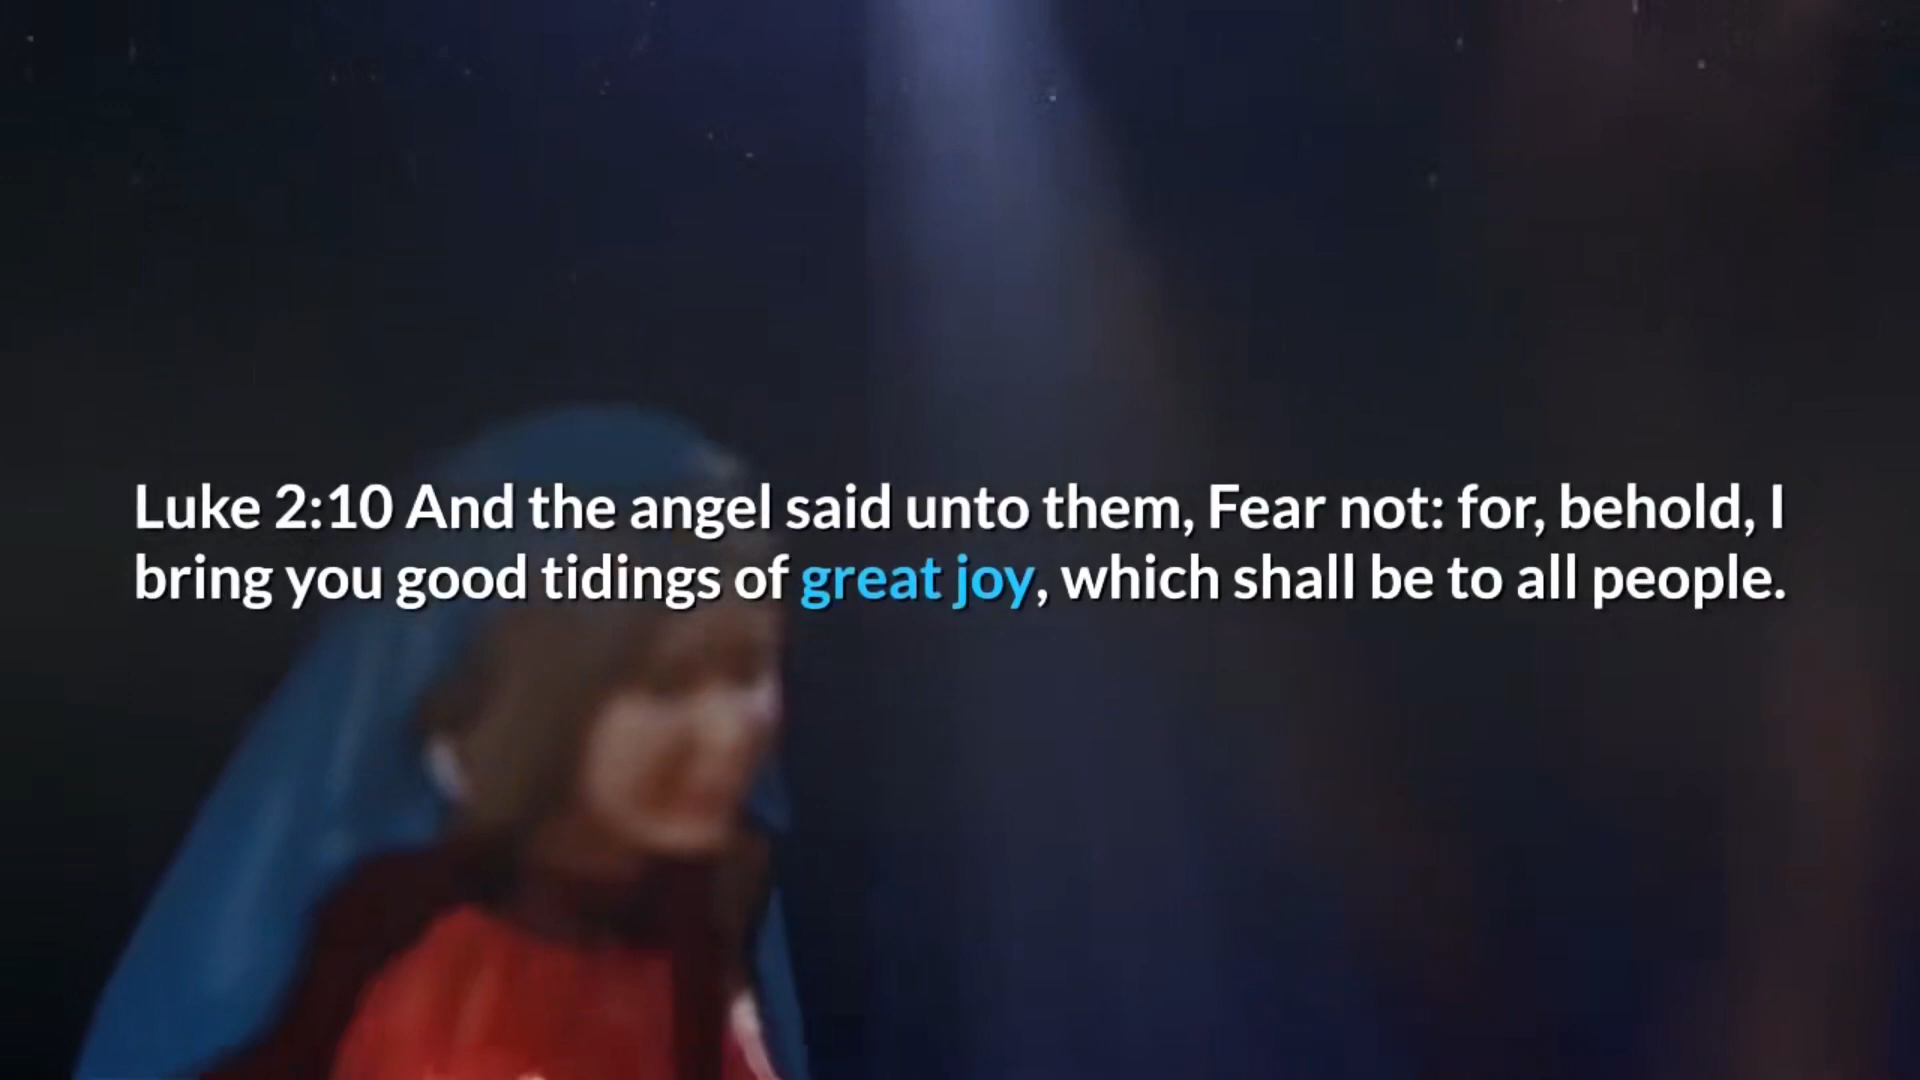 Luke 2:10 And the angel said unto them, Fear not: for, behold, I
bring you good tidings of great joy, which shall be to all people.